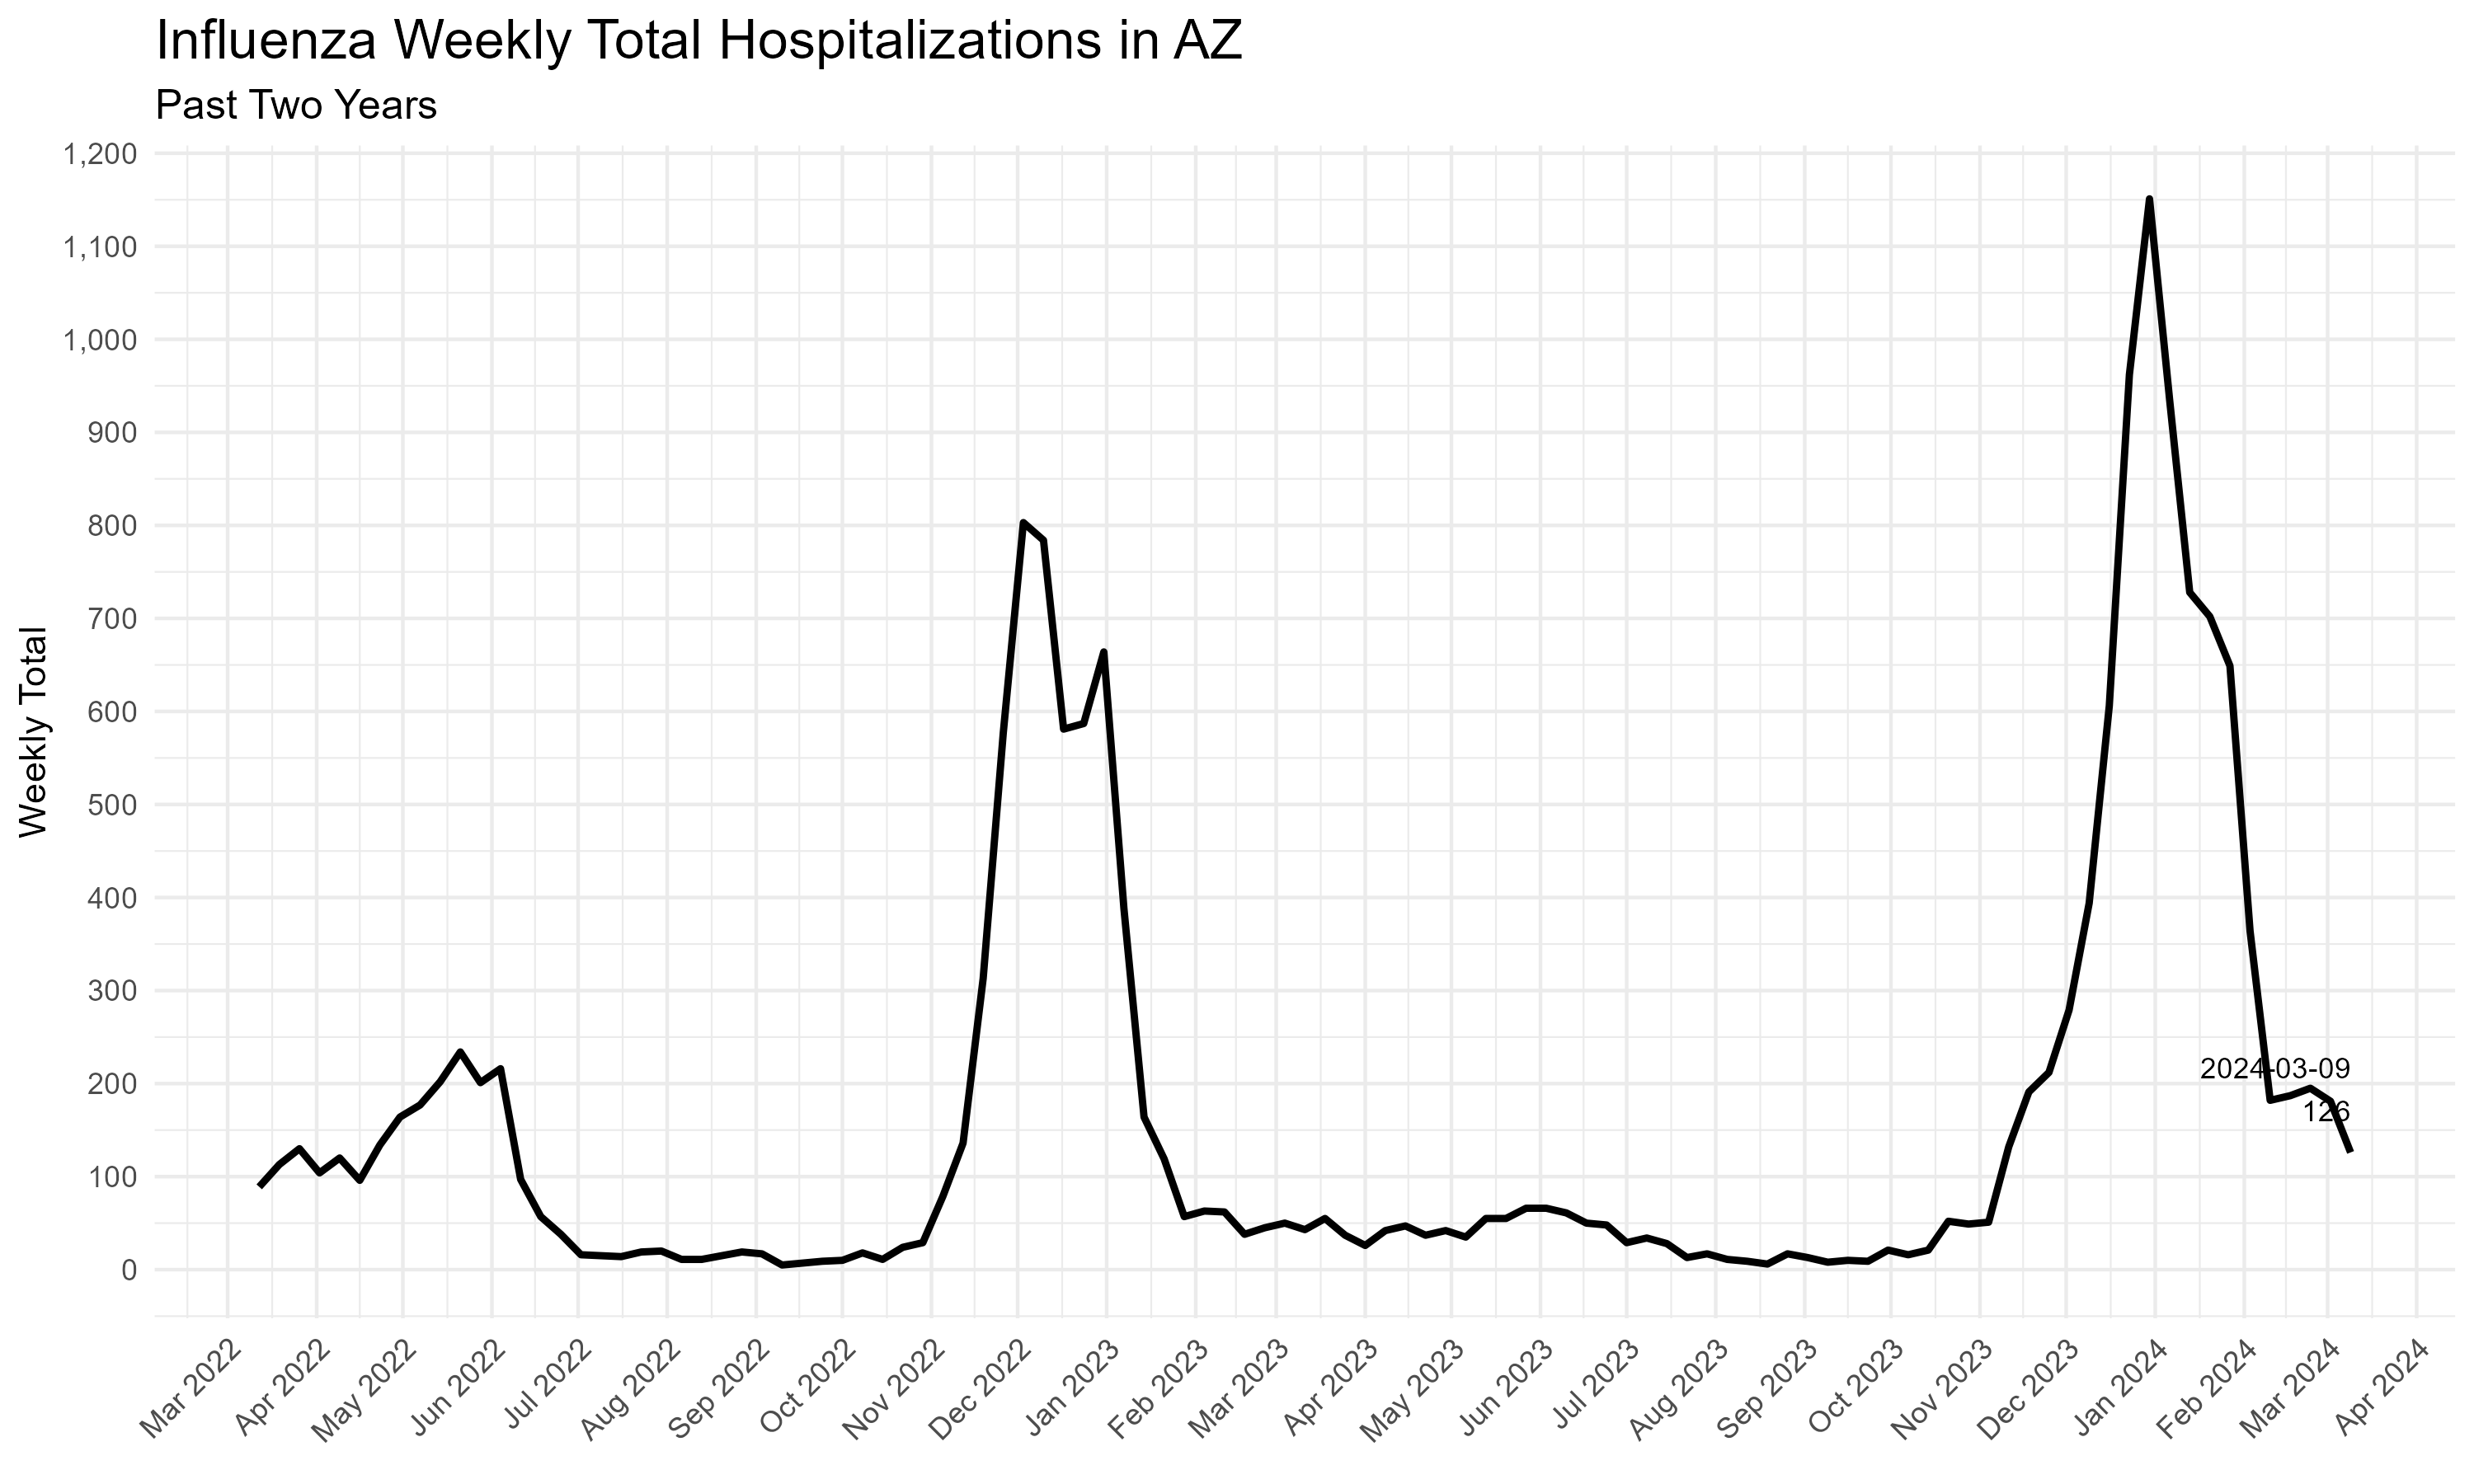 Influenza Weekly Total Hospitalizations in AZ
Past Two Years
1,200
1,100
1,000
900
800
700
600
500
400
300
200
100
0
Weekly Total
2024-03-09
126
Mar 2022
Apr 2022
May 2022
Jun 2022
Jul 2022
Aug 2022
Sep 2022
Oct 2022
Nov 2022
Dec 2022
Jan 2023
Feb 2023
Mar 2023
Apr 2023
May 2023
Jun 2023
Jul 2023
Aug 2023
Sep 2023
Oct 2023
Nov 2023
Dec 2023
Jan 2024
Feb 2024
Mar 2024
Apr 2024